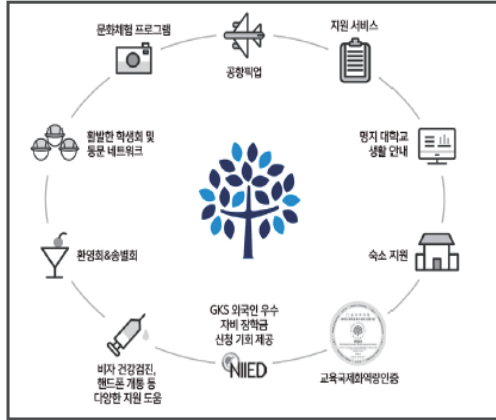 문화체험 프로그램
지원 서비스
공항픽업
활발한 학생회 및
동문 네트워크
명지 대학교
생활 안내
환영회&송별회
숙소 지원
GKS 외국인 우수
자비 장학금
신청 기회 제공
NIIED
비자 건강검진,
핸드폰 개통 등
다양한 지원 도움
교육국제화역량인증